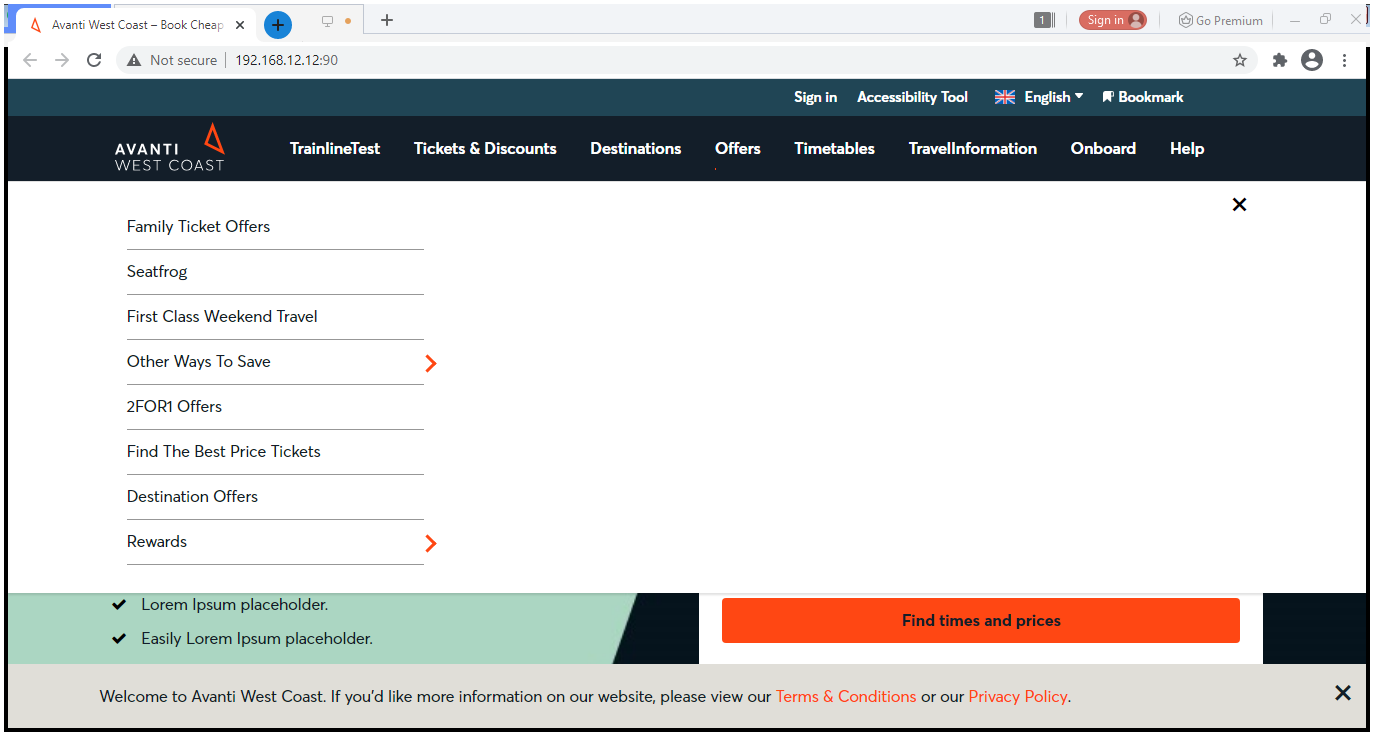 Avanti West Coast – Book Cheap
1 Sign in Go Premium
Not secure 192.168.12.12:90
Sign in Accessibility Tool English Bookmark
AVANTI
WEST COAST
TrainlineTest Tickets & Discounts Destinations Offers Timetables TravelInformation Onboard Help
Family Ticket Offers
Seatfrog
First Class Weekend Travel
Other Ways To Save
2FOR1 Offers
Find The Best Price Tickets
Destination Offers
Rewards
Lorem Ipsum placeholder.
Find times and prices
Easily Lorem Ipsum placeholder.
Welcome to Avanti West Coast. If you'd like more information on our website, please view our Terms & Conditions or our Privacy Policy.